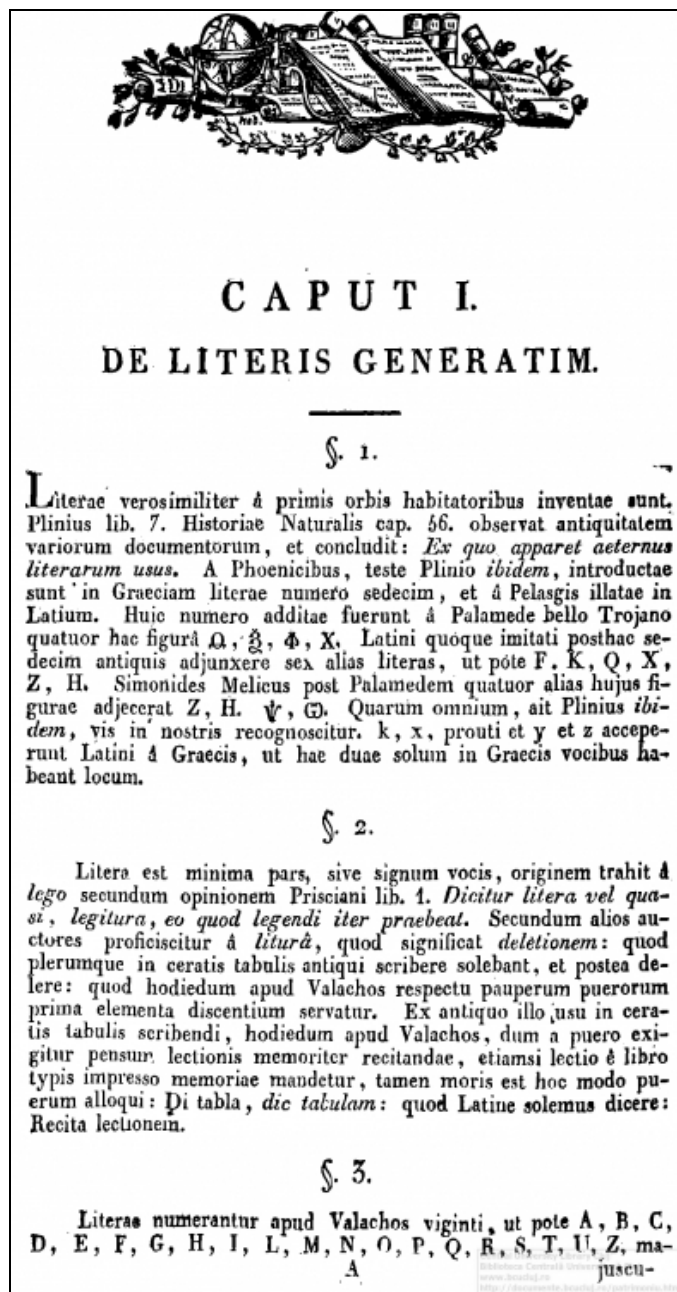 CAPUT I.
DE LITERIS GENERATIM.
§. 1.
Literae verosimiliter á primis orbis habitatoribus inventae sunt.
Plinius lib. 7. Historiae Naturalis cap. 56. observat antiquitatem
variorum documentorum, et concludit: Ex quo apparet aeternus
literarum usus. A Phoenicibus, teste Plinio ibidem, introductae
sunt in Graeciam literae numero sedecim, et á Pelasgis illatae in
Latium. Huic numero additae fuerunt á Palamede bello Trojano
quatuor hac figurâ Ω, Ѯ, Φ, X. Latini quoque imitati posthac se-
decim antiquis adjunxere sex alias literas, ut pote F. K, Q, X,
Z, H. Simonides Melicus post Palamedem quatuor alias hujus fi-
gurae adjecerat Z, H. ѱ, Ꙍ. Quarum omnium, ait Plinius ibi-
dem, vis in nostris recognoscitur. k, x, prouti et y et z accepe-
runt Latini á Graecis, ut hae duae solum in Graecis vocibus ha-
beant locum.
§. 2.
Litera est minima pars, sive signum vocis, originem trahit á
lego secundum opinionem Prisciani lib. 1. Dicitur litera vel qua-
si, legitura, eo quod legendi iter praebeat. Secundum alios au-
ctores proficiscitur á liturâ, quod significat deletionem: quod
plerumque in ceratis tabulis antiqui scribere solebant, et postea de-
lere: quod hodiedum apud Valachos respectu pauperum puerorum
prima elementa discentium servatur. Ex antiquo illo usu in cera-
tis tabulis scribendi, hodiedum apud Valachos, dum a puero exi-
gitur pensum lectionis memoriter recitandae, etiamsi lectio é libro
typis impresso memoriae mandetur, tamen moris est hoc modo pu-
erum alloqui: Di tabla, dic tabulam: quod Latine solemus dicere:
Recita lectionem.
§. 3.
Literae numerantur apud Valachos viginti, ut pote A, B, C,
D, E, F, G, H, I, L, M, N, O, P, Q, R, S, T, U, Z, ma-
A juscu-